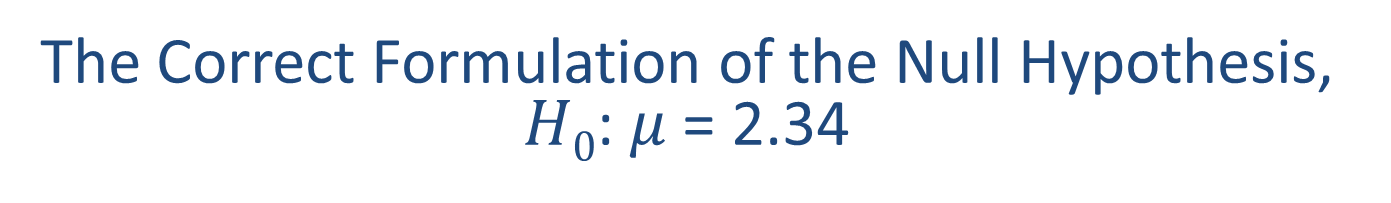 The Correct Formulation of the Null Hypothesis,
𝐻₀: 𝜇 = 2.34